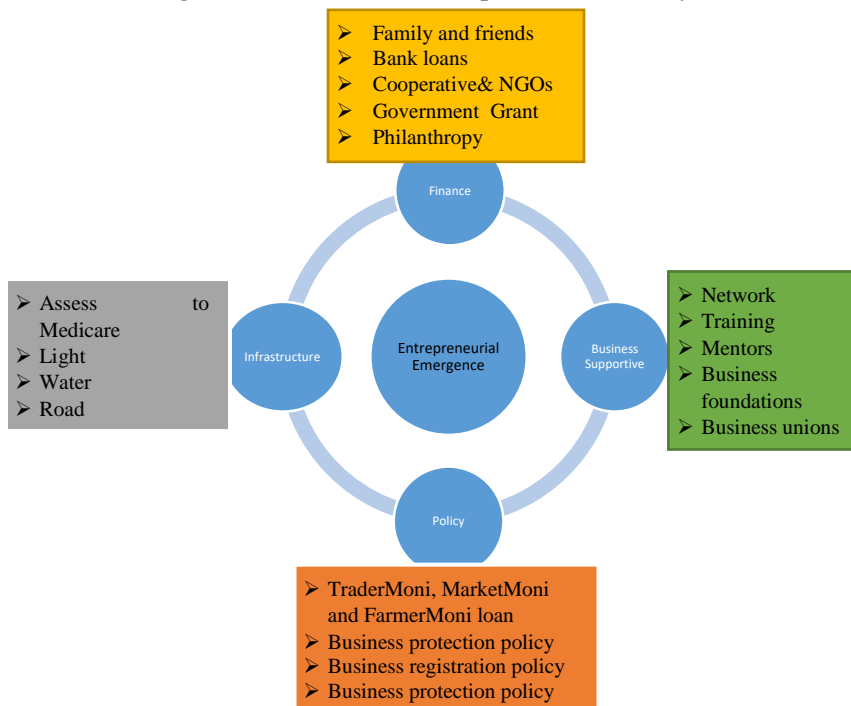 ➢ Family and friends
➢ Bank loans
➢ Cooperative& NGOs
➢ Government Grant
➢ Philanthropy
Finance
➢ Assess to
Medicare
➢ Light
➢ Water
➢ Road
Infrastructure
Entrepreneurial
Emergence
Business
Supportive
➢ Network
➢ Training
➢ Mentors
➢ Business
foundations
➢ Business unions
Policy
➢ TraderMoni, MarketMoni
and FarmerMoni loan
➢ Business protection policy
➢ Business registration policy
➢ Business protection policy